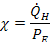 χ = Q̇_H / P_E